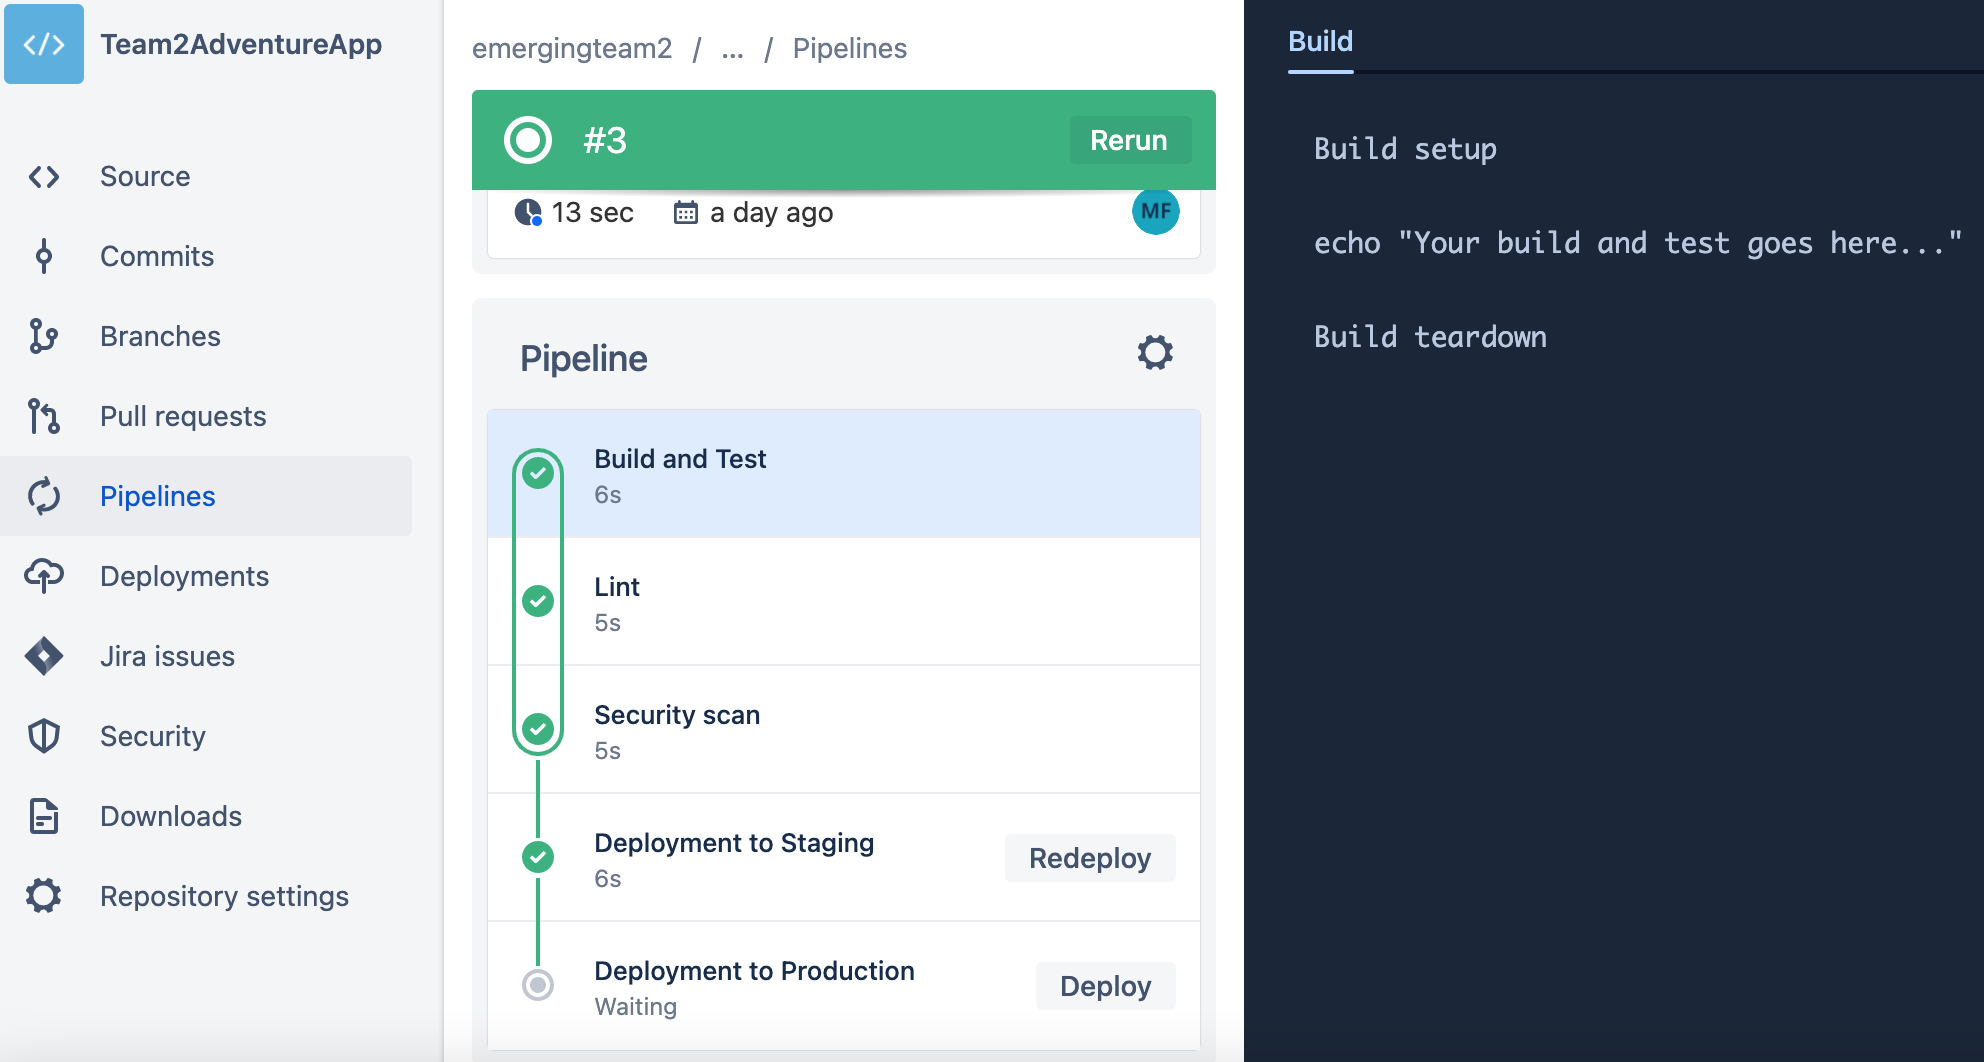 Team2AdventureApp
Source
Commits
Branches
Pull requests
Pipelines
Deployments
Jira issues
Security
Downloads
Repository settings
emergingteam2 / ... / Pipelines
#3 Rerun
13 sec a day ago MF
Pipeline
Build and Test
6s
Lint
5s
Security scan
5s
Deployment to Staging
6s
Redeploy
Deployment to Production
Waiting
Deploy
Build
Build setup
echo "Your build and test goes here..."
Build teardown